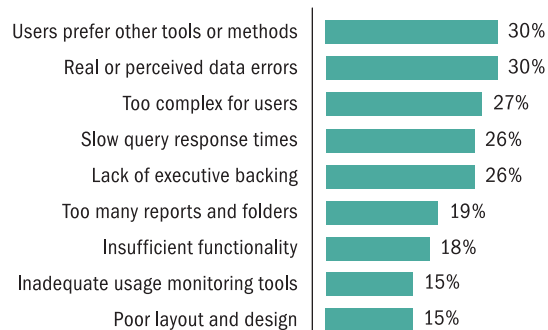 Users prefer other tools or methods 30%
Real or perceived data errors 30%
Too complex for users 27%
Slow query response times 26%
Lack of executive backing 26%
Too many reports and folders 19%
Insufficient functionality 18%
Inadequate usage monitoring tools 15%
Poor layout and design 15%